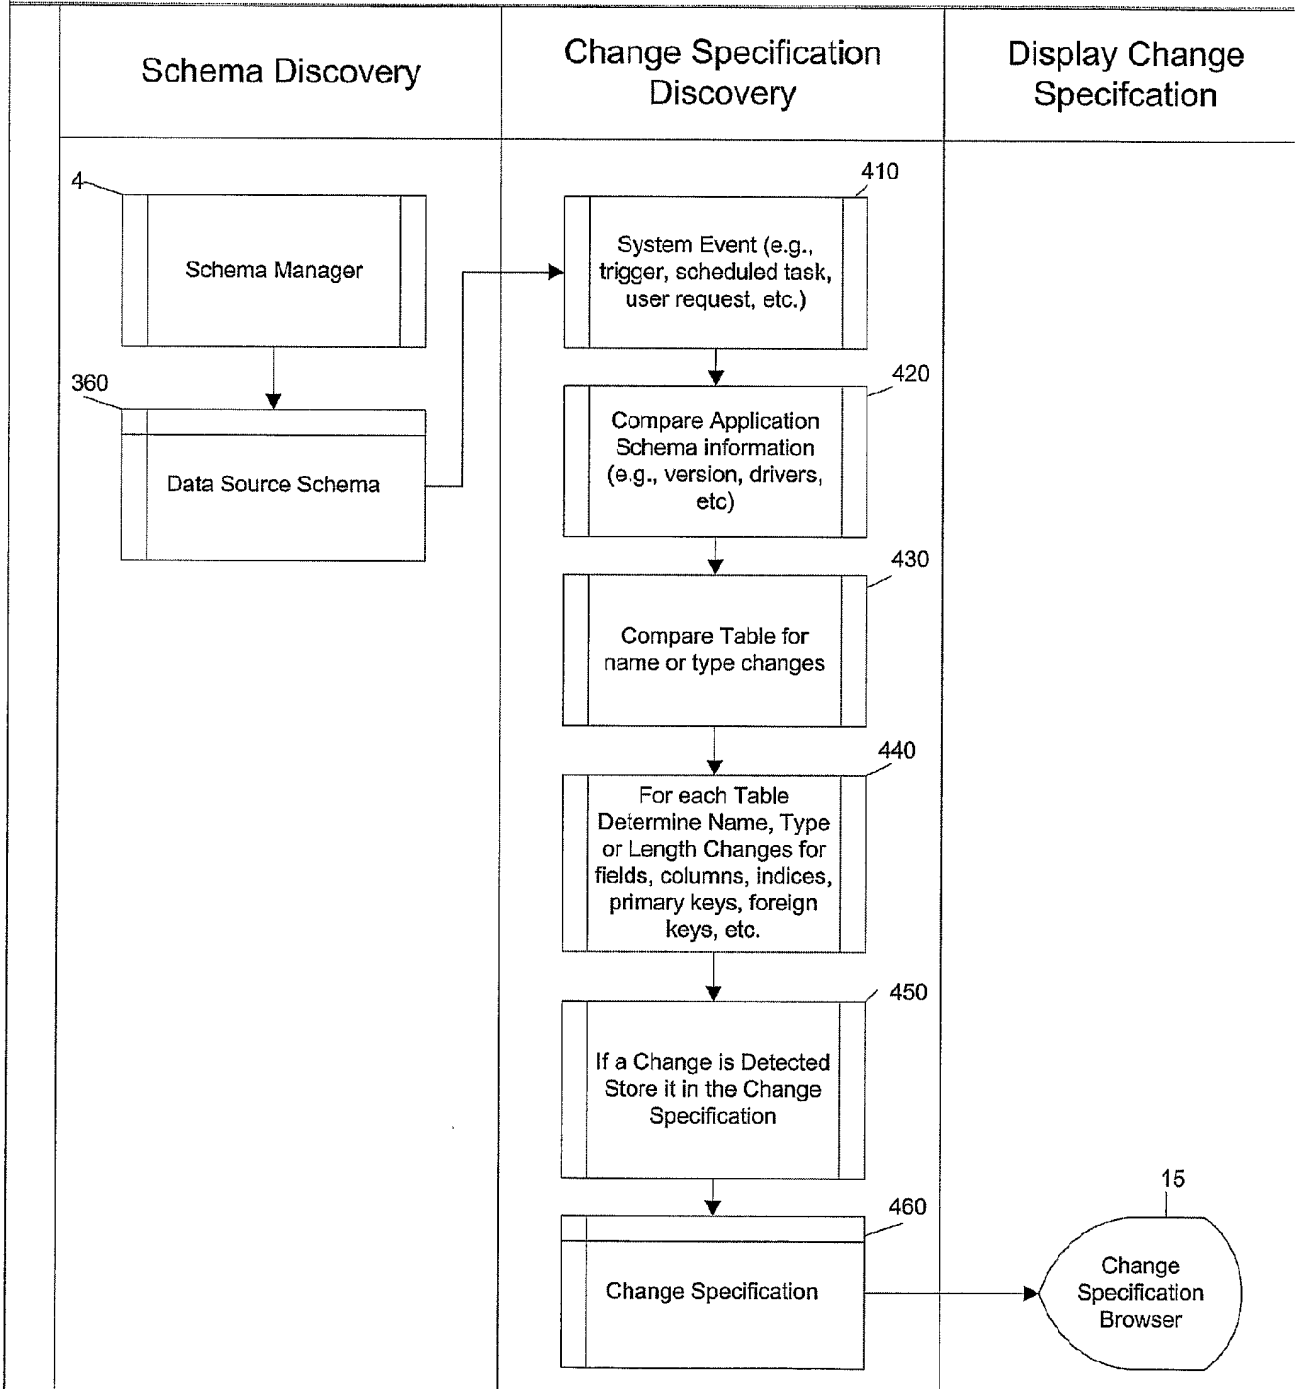 Schema Discovery
Change Specification
Discovery
Display Change
Specifcation
4
Schema Manager
360
Data Source Schema
410
System Event (e.g.,
trigger, scheduled task,
user request, etc.)
420
Compare Application
Schema information
(e.g., version, drivers,
etc)
430
Compare Table for
name or type changes
440
For each Table
Determine Name, Type
or Length Changes for
fields, columns, indices,
primary keys, foreign
keys, etc.
450
If a Change is Detected
Store it in the Change
Specification
460
Change Specification
15
Change
Specification
Browser